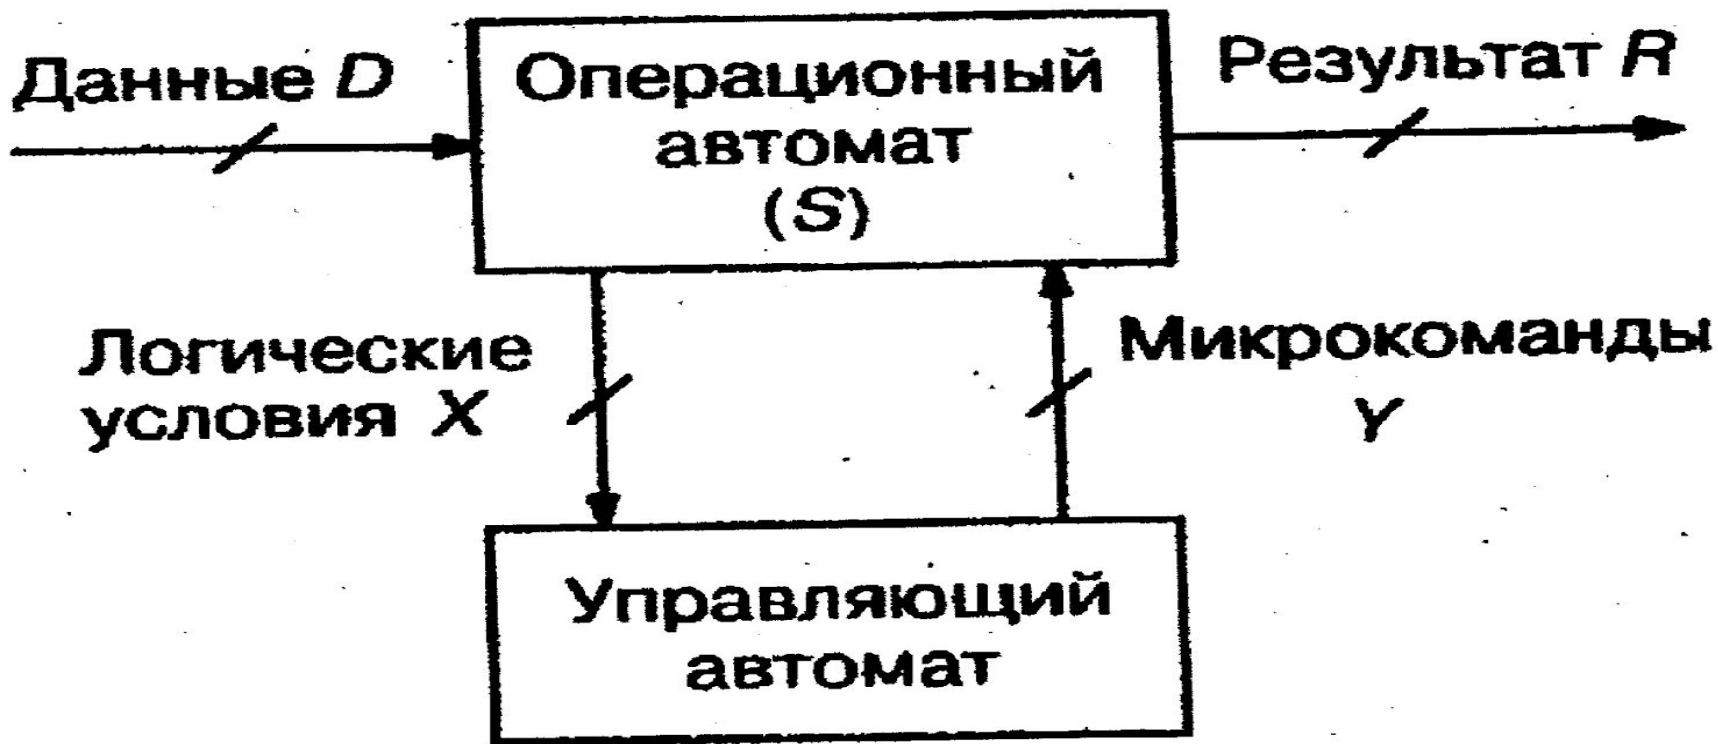 Данные D
Операционный
автомат
(S)
Результат R
Логические
условия X
Микрокоманды
Y
Управляющий
автомат